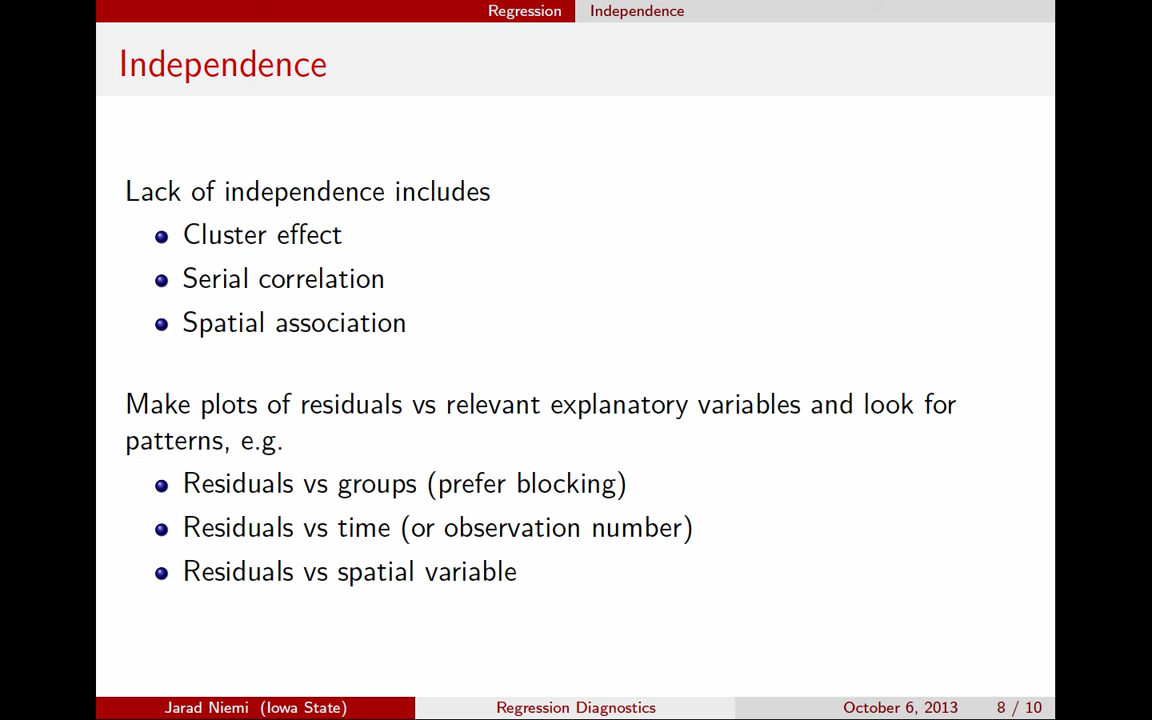 Regression Independence
Independence
Lack of independence includes
Cluster effect
Serial correlation
Spatial association
Make plots of residuals vs relevant explanatory variables and look for
patterns, e.g.
Residuals vs groups (prefer blocking)
Residuals vs time (or observation number)
Residuals vs spatial variable
Jarad Niemi (Iowa State) Regression Diagnostics October 6, 2013 8 / 10